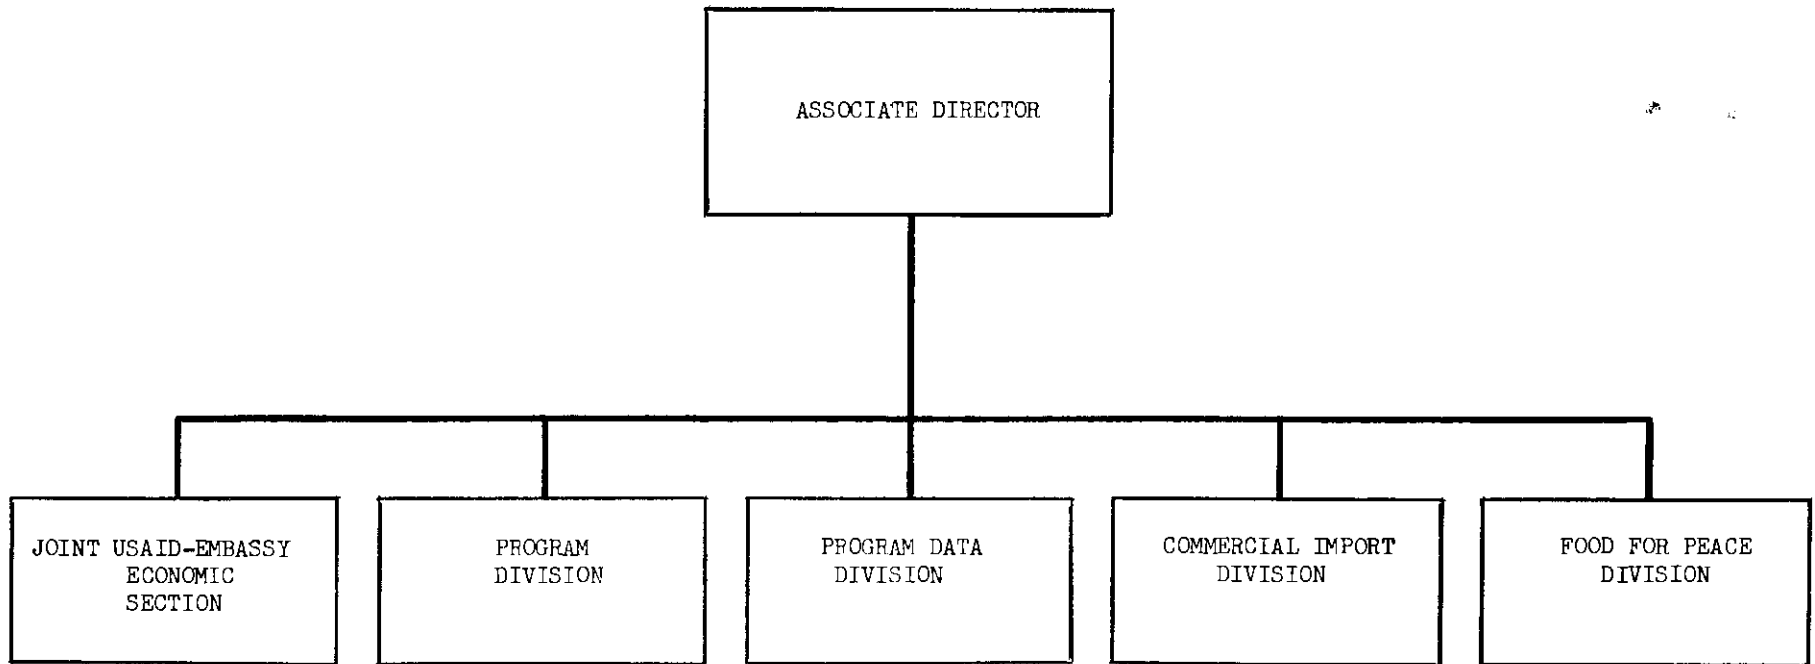 ASSOCIATE DIRECTOR
JOINT USAID-EMBASSY
ECONOMIC
SECTION
PROGRAM
DIVISION
PROGRAM DATA
DIVISION
COMMERCIAL IMPORT
DIVISION
FOOD FOR PEACE
DIVISION